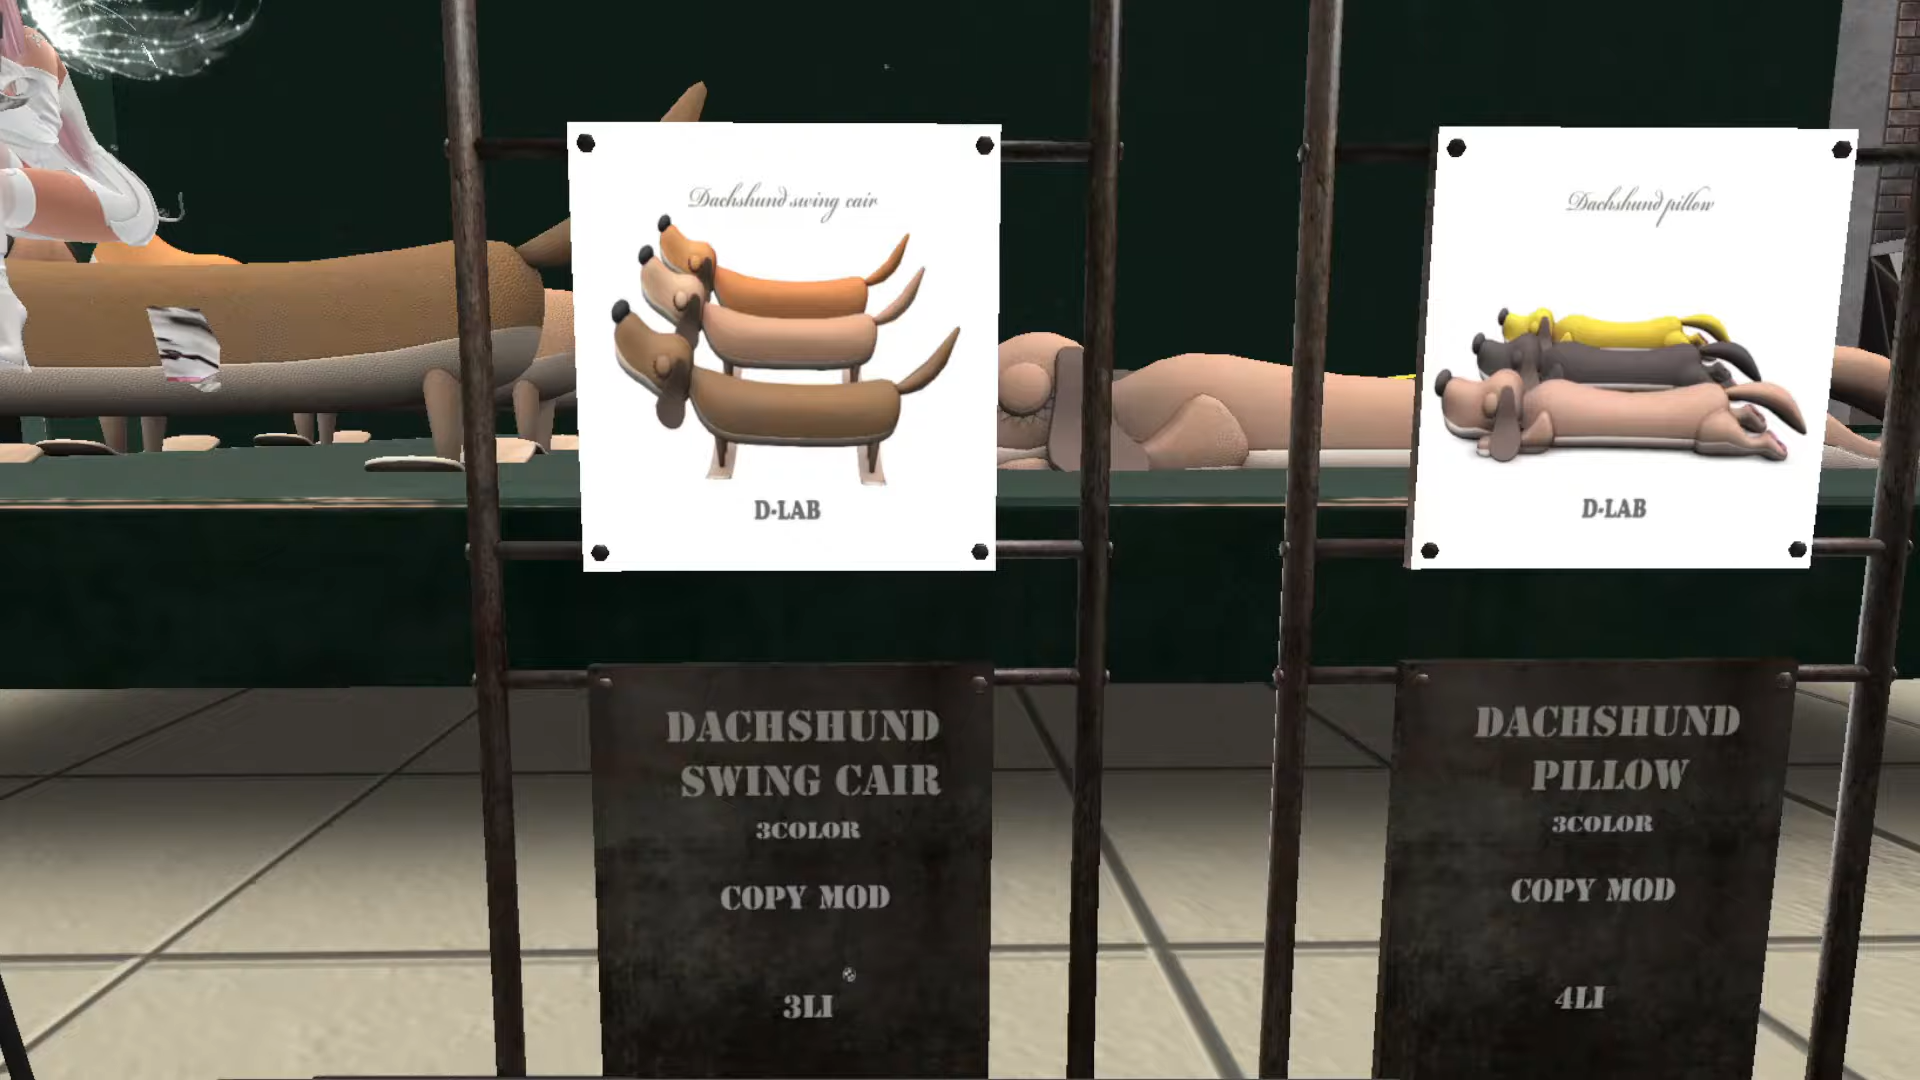 Dachshund swing cair
D·LAB
DACHSHUND
SWING CAIR
3COLOR
COPY MOD
3LI
Dachshund pillow
D·LAB
DACHSHUND
PILLOW
3COLOR
COPY MOD
4LI